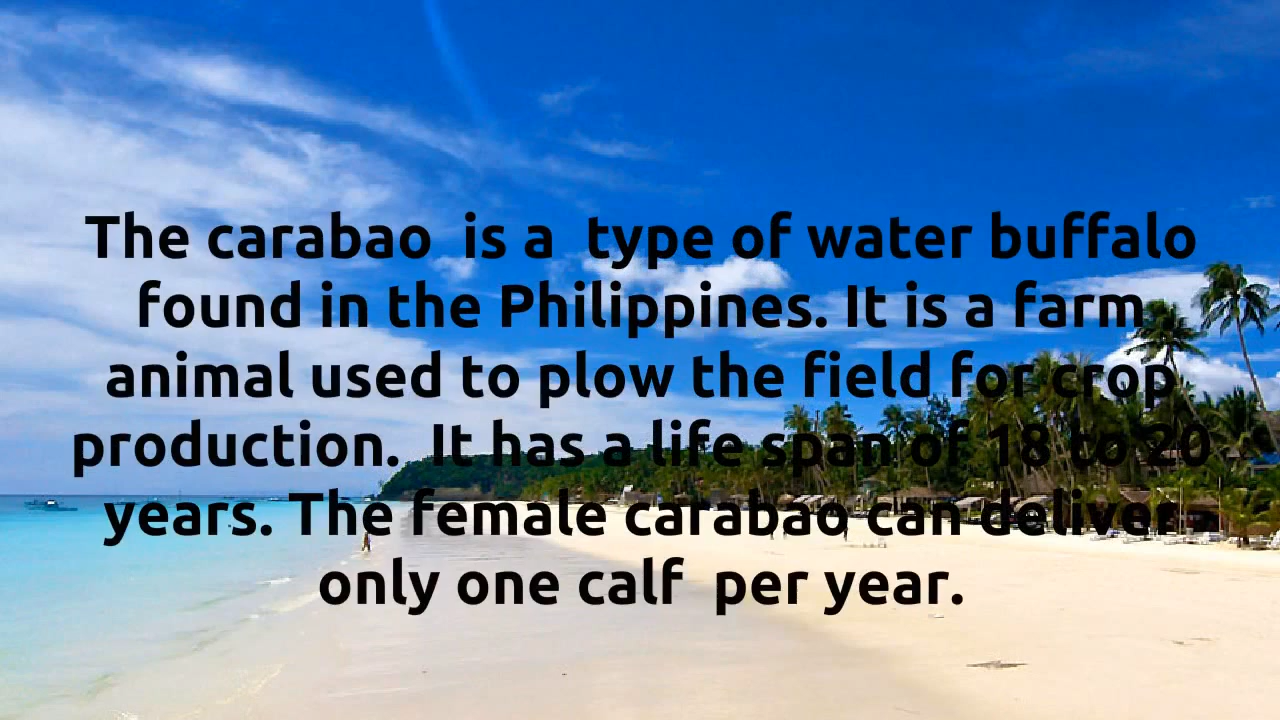 The carabao  is a  type of water buffalo
found in the Philippines. It is a farm
animal used to plow the field for crop
production.  It has a life span of 18 to 20
years. The female carabao can deliver
only one calf  per year.